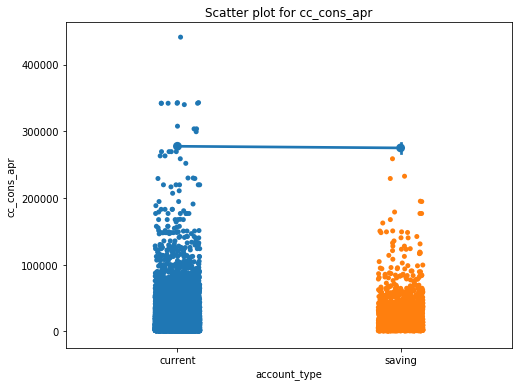 Scatter plot for cc_cons_apr
cc_cons_apr
400000
300000
200000
100000
0
current
saving
account_type